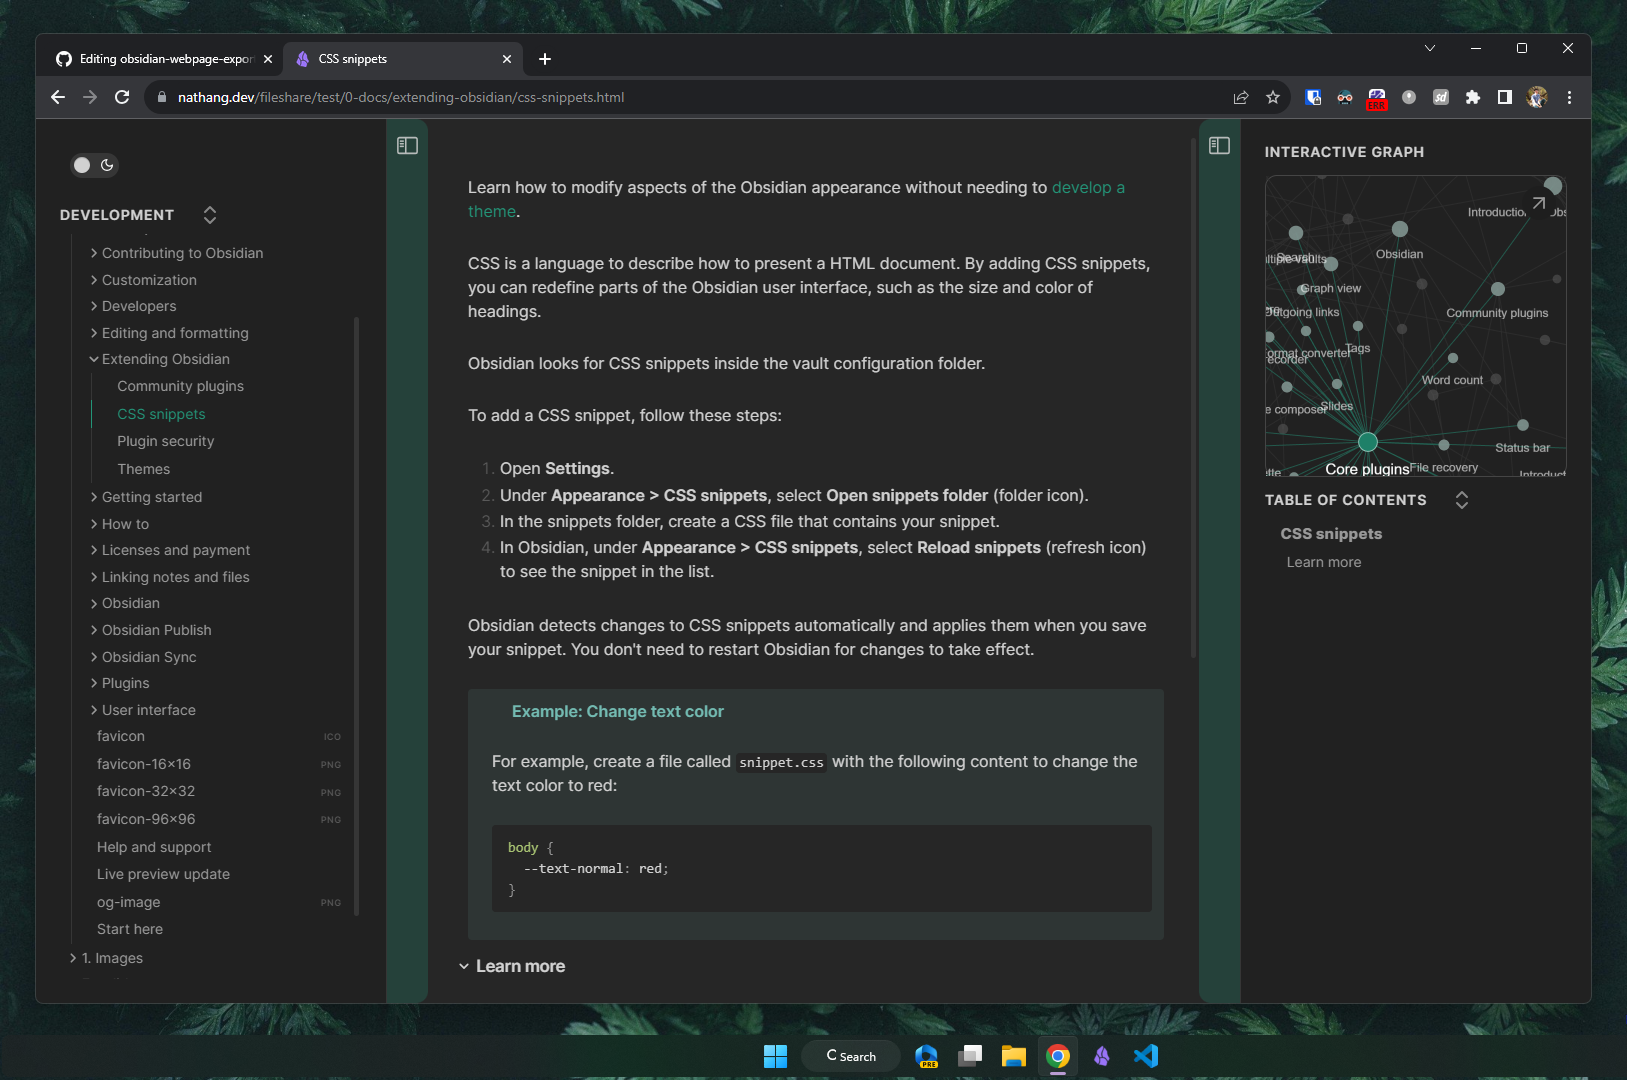 Editing obsidian-webpage-expor
CSS snippets
nathang.dev/fileshare/test/0-docs/extending-obsidian/css-snippets.html
ERR
sd
DEVELOPMENT
Contributing to Obsidian
Customization
Developers
Editing and formatting
Extending Obsidian
Community plugins
CSS snippets
Plugin security
Themes
Getting started
How to
Licenses and payment
Linking notes and files
Obsidian
Obsidian Publish
Obsidian Sync
Plugins
User interface
favicon ICO
favicon-16x16 PNG
favicon-32x32 PNG
favicon-96x96 PNG
Help and support
Live preview update
og-image PNG
Start here
1. Images
Learn how to modify aspects of the Obsidian appearance without needing to develop a
theme.
CSS is a language to describe how to present a HTML document. By adding CSS snippets,
you can redefine parts of the Obsidian user interface, such as the size and color of
headings.
Obsidian looks for CSS snippets inside the vault configuration folder.
To add a CSS snippet, follow these steps:
1. Open Settings.
2. Under Appearance > CSS snippets, select Open snippets folder (folder icon).
3. In the snippets folder, create a CSS file that contains your snippet.
4. In Obsidian, under Appearance > CSS snippets, select Reload snippets (refresh icon)
to see the snippet in the list.
Obsidian detects changes to CSS snippets automatically and applies them when you save
your snippet. You don't need to restart Obsidian for changes to take effect.
Example: Change text color
For example, create a file called snippet.css with the following content to change the
text color to red:
body {
--text-normal: red;
}
Learn more
INTERACTIVE GRAPH
Obsidian
Graph view
Outgoing links
Community plugins
Tags
ormat converter
ecorder
Word count
e composer
Slides
Status bar
Core plugins
File recovery
Introduct
TABLE OF CONTENTS
CSS snippets
Learn more
Search
PRE